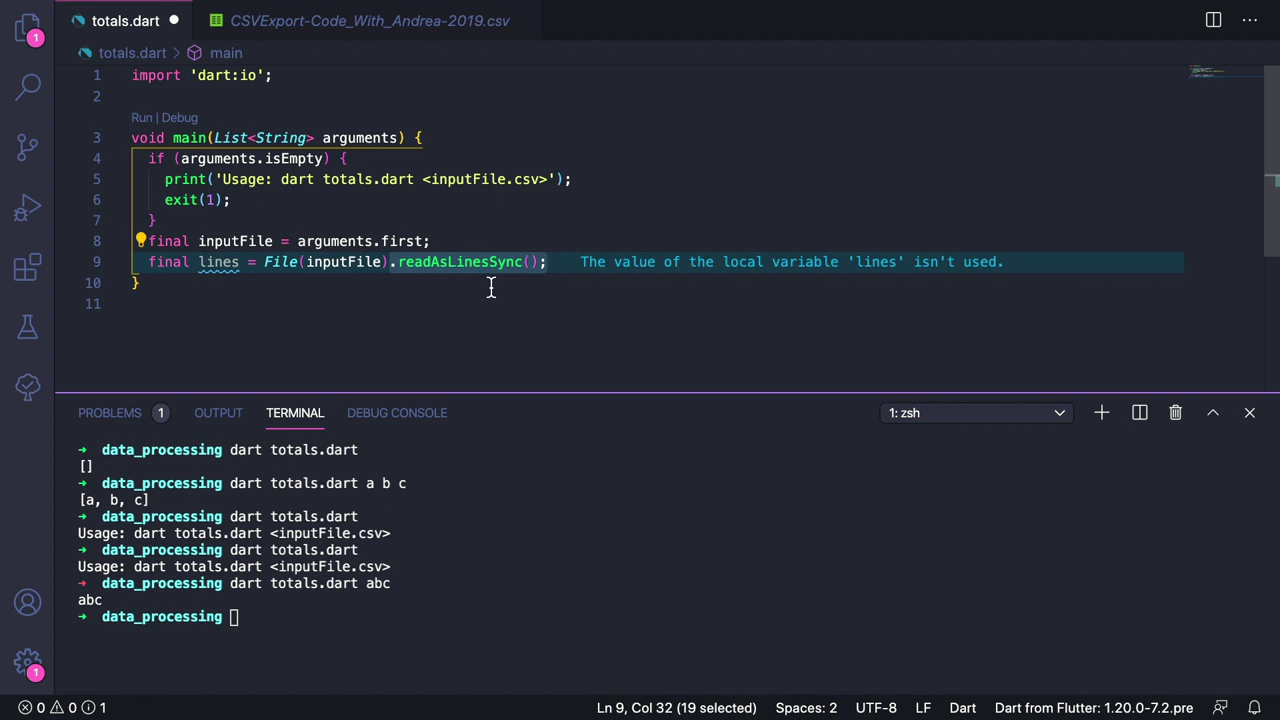 totals.dart ● CSVExport-Code_With_Andrea-2019.csv ···
1
totals.dart > main
1 import 'dart:io';
2
Run | Debug
3 void main(List<String> arguments) {
4 if (arguments.isEmpty) {
5 print('Usage: dart totals.dart <inputFile.csv>');
6 exit(1);
7 }
8 final inputFile = arguments.first;
9 final lines = File(inputFile).readAsLinesSync(); The value of the local variable 'lines' isn't used.
10 }
11
PROBLEMS 1 OUTPUT TERMINAL DEBUG CONSOLE 1: zsh
➜ data_processing dart totals.dart
[]
➜ data_processing dart totals.dart a b c
[a, b, c]
➜ data_processing dart totals.dart
Usage: dart totals.dart <inputFile.csv>
➜ data_processing dart totals.dart
Usage: dart totals.dart <inputFile.csv>
➜ data_processing dart totals.dart abc
abc
➜ data_processing
1
0 0 1 Ln 9, Col 32 (19 selected) Spaces: 2 UTF-8 LF Dart Dart from Flutter: 1.20.0-7.2.pre